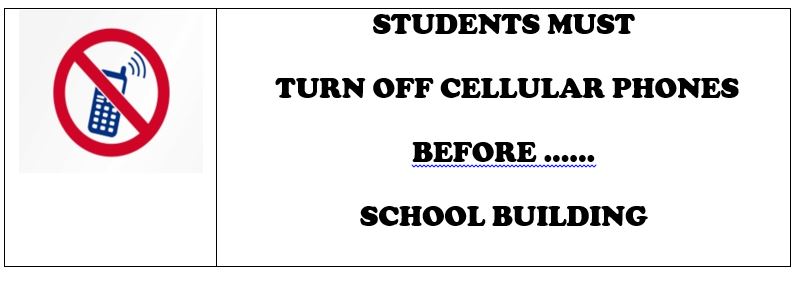 STUDENTS MUST
TURN OFF CELLULAR PHONES
BEFORE ......
SCHOOL BUILDING